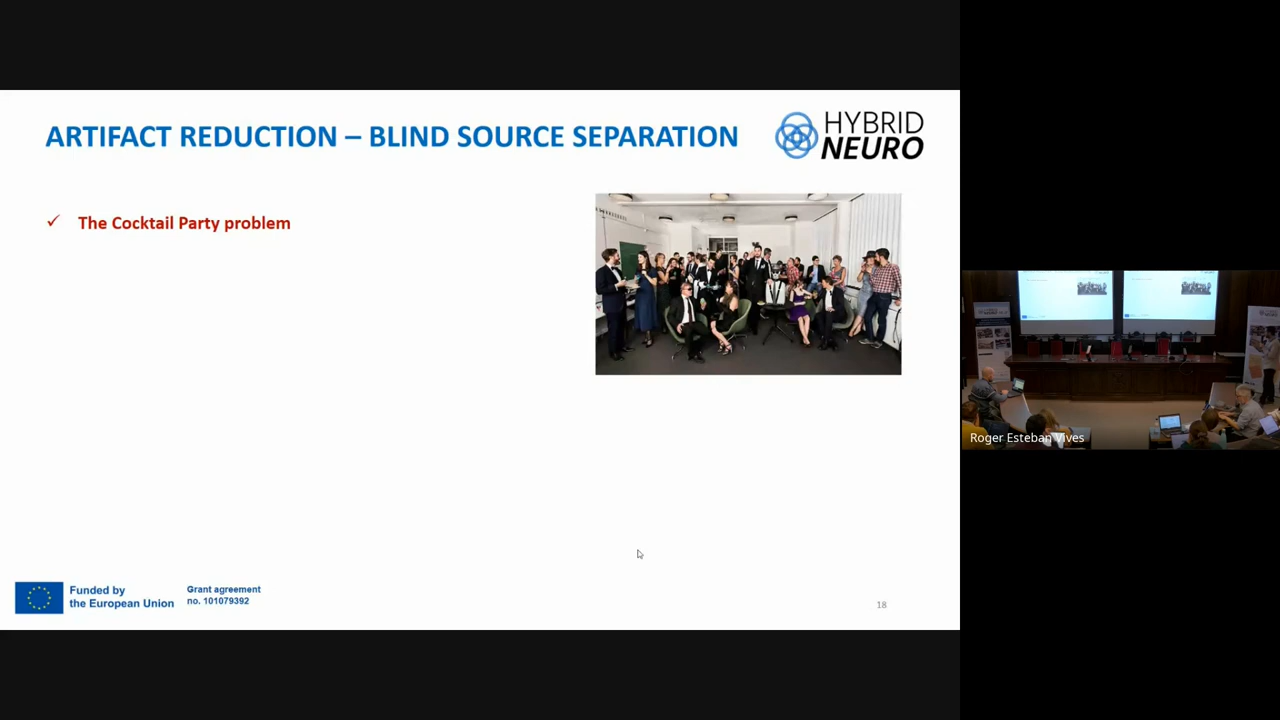 ARTIFACT REDUCTION – BLIND SOURCE SEPARATION
HYBRID
NEURO
✓ The Cocktail Party problem
Funded by
the European Union
Grant agreement
no. 101079392
18
Roger Esteban Vives